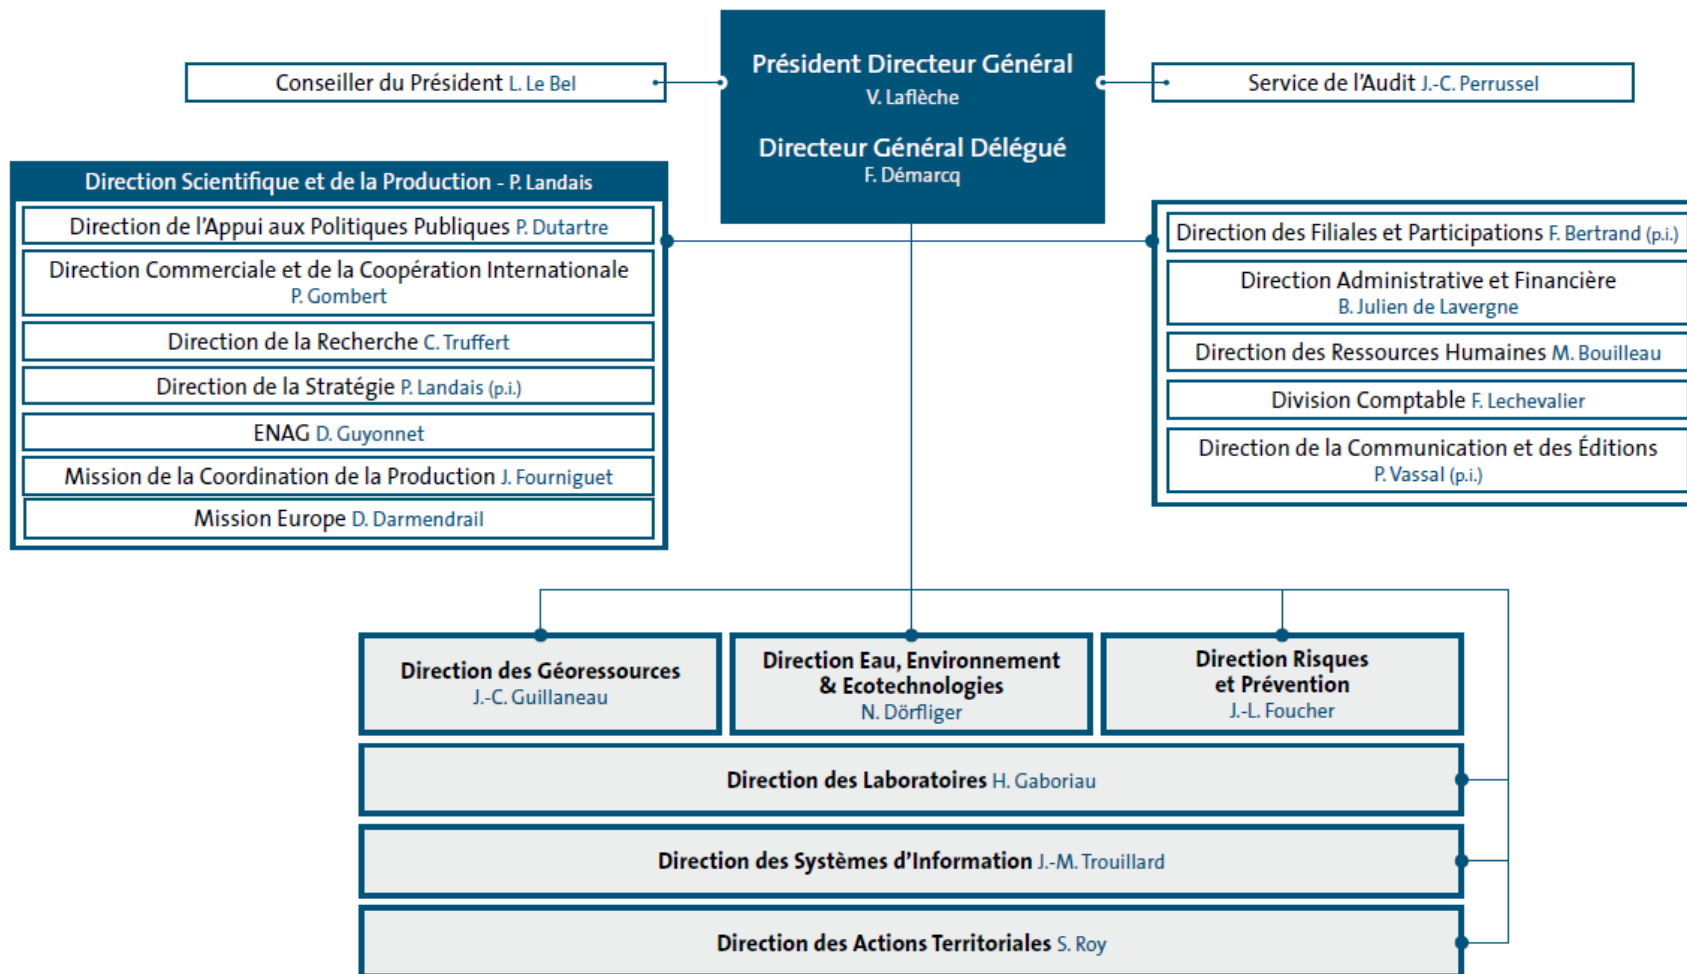 Président Directeur Général
V. Laflèche
Directeur Général Délégué
F. Démarcq
Conseiller du Président L. Le Bel
Service de l'Audit J.-C. Perrussel
Direction Scientifique et de la Production - P. Landais
Direction de l'Appui aux Politiques Publiques P. Dutartre
Direction Commerciale et de la Coopération Internationale
P. Gombert
Direction de la Recherche C. Truffert
Direction de la Stratégie P. Landais (p.i.)
ENAG D. Guyonnet
Mission de la Coordination de la Production J. Fourniguet
Mission Europe D. Darmendrail
Direction des Filiales et Participations F. Bertrand (p.i.)
Direction Administrative et Financière
B. Julien de Lavergne
Direction des Ressources Humaines M. Bouilleau
Division Comptable F. Lechevalier
Direction de la Communication et des Éditions
P. Vassal (p.i.)
Direction des Géoressources
J.-C. Guillaneau
Direction Eau, Environnement
& Ecotechnologies
N. Dörfliger
Direction Risques
et Prévention
J.-L. Foucher
Direction des Laboratoires H. Gaboriau
Direction des Systèmes d'Information J.-M. Trouillard
Direction des Actions Territoriales S. Roy